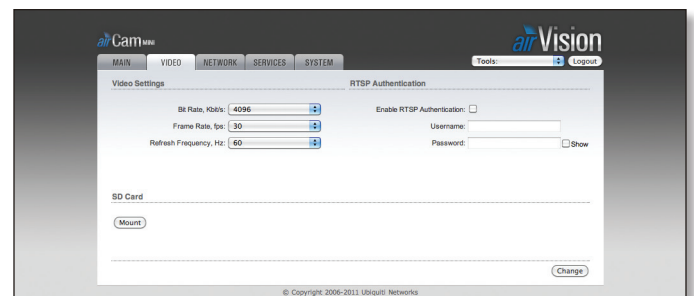 airCam MINI
airVision
MAIN VIDEO NETWORK SERVICES SYSTEM
Tools: Logout
Video Settings
Bit Rate, Kbit/s: 4096
Frame Rate, fps: 30
Refresh Frequency, Hz: 60
RTSP Authentication
Enable RTSP Authentication:
Username:
Password: Show
SD Card
Mount
Change
© Copyright 2006-2011 Ubiquiti Networks